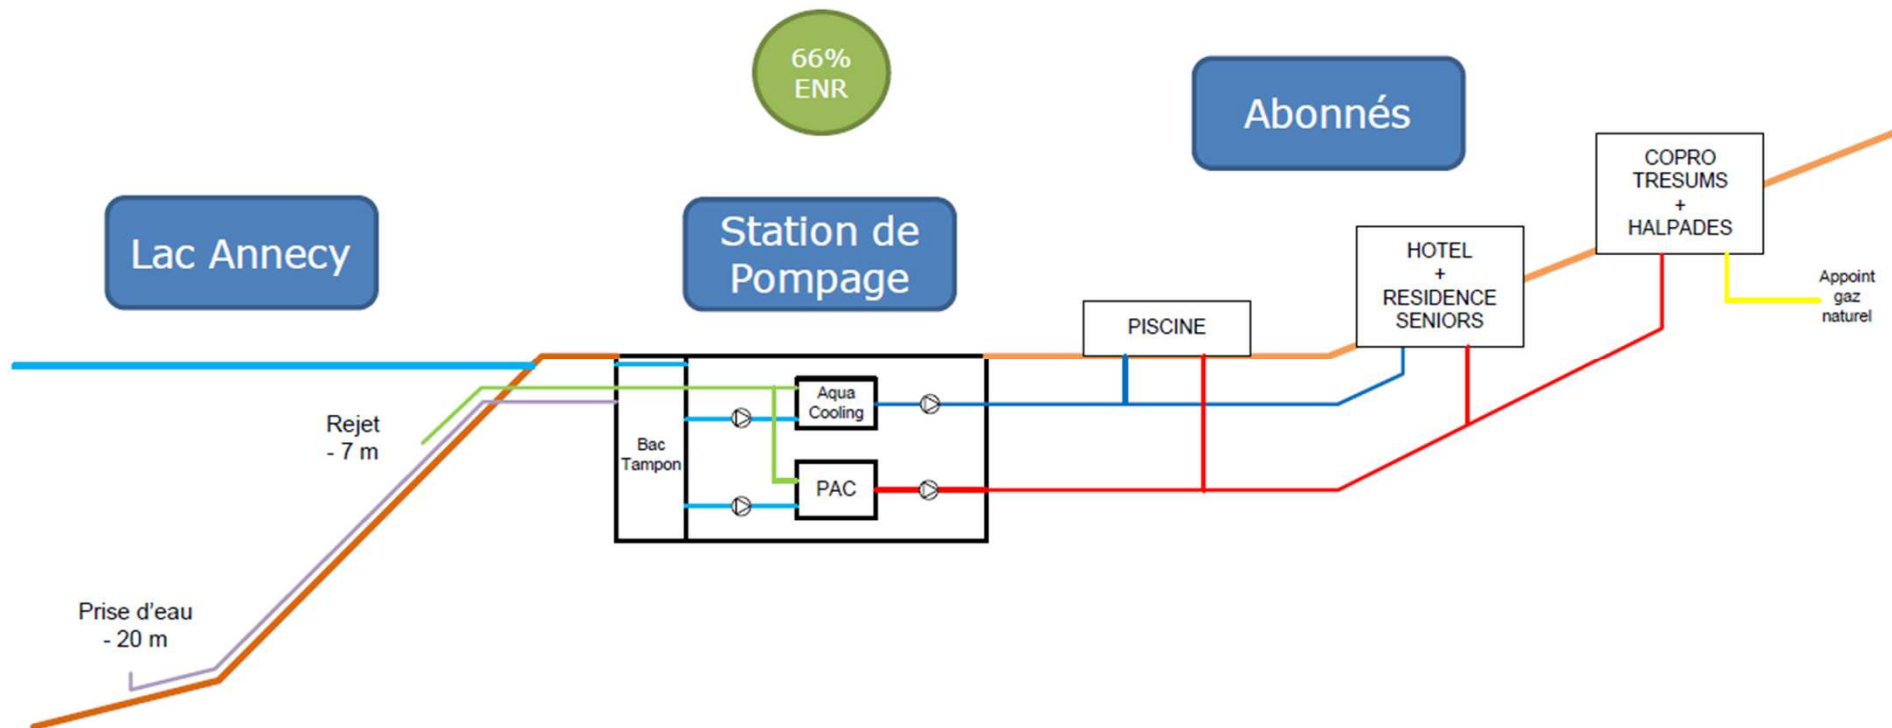 66%
ENR
Abonnés
Lac Annecy
Station de
Pompage
COPRO
TRESUMS
+
HALPADES
HOTEL
+
RESIDENCE
SENIORS
Appoint
gaz
naturel
PISCINE
Rejet
- 7 m
Bac
Tampon
Aqua
Cooling
PAC
Prise d'eau
- 20 m